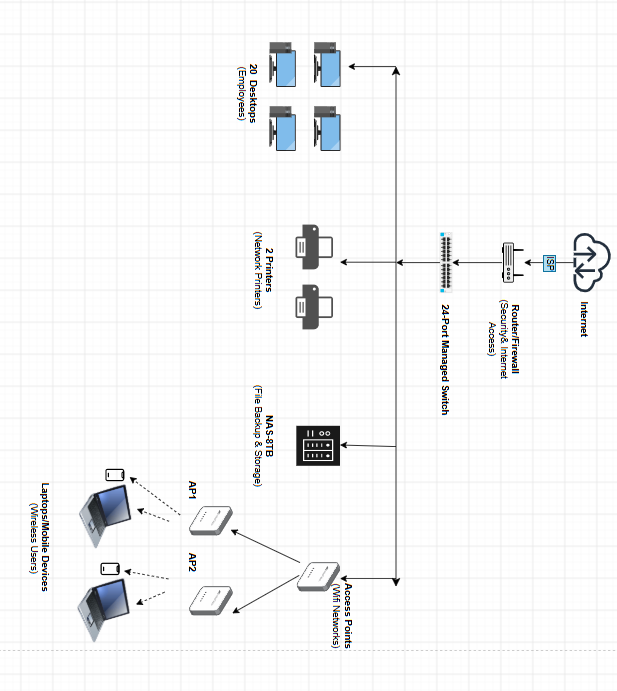 Internet
ISP
Router/Firewall
(Security& Internet
Access)
24-Port Managed Switch
20 Desktops
(Employees)
2 Printers
(Network Printers)
NAS-8TB
(File Backup & Storage)
Access Points
(Wifi Networks)
AP1
AP2
Laptops/Mobile Devices
(Wireless Users)